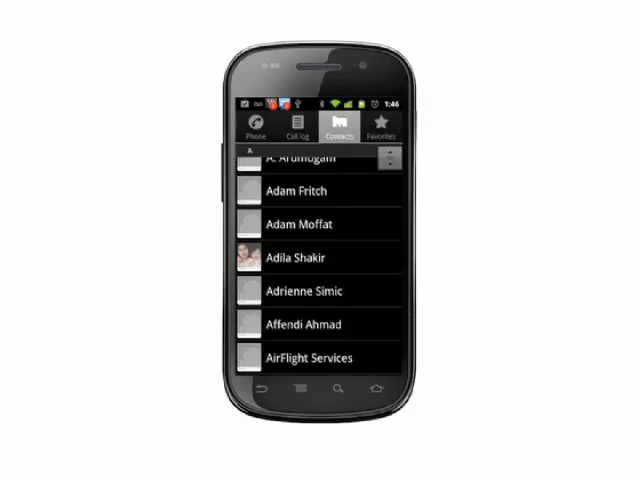 1:46
Phone
Call log
Contacts
Favorites
A
A. Arumugam
Adam Fritch
Adam Moffat
Adila Shakir
Adrienne Simic
Affendi Ahmad
AirFlight Services